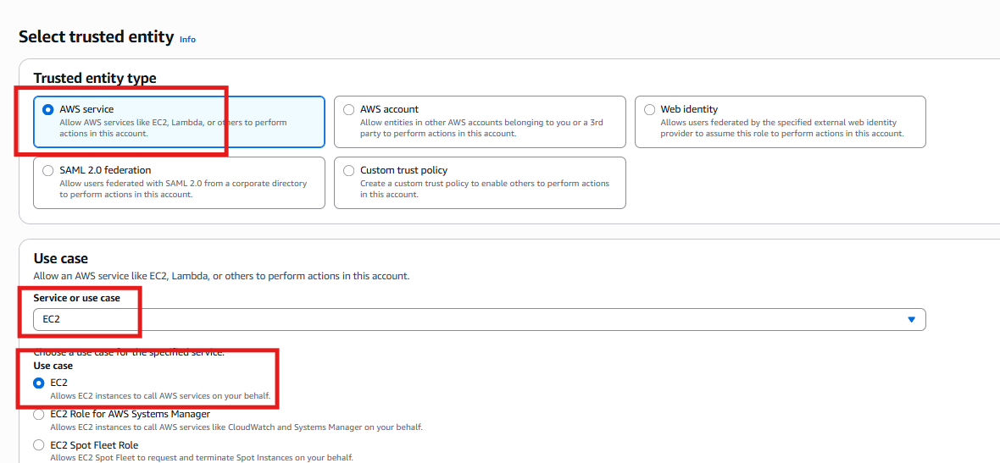 Select trusted entity Info
Trusted entity type
AWS service
Allow AWS services like EC2, Lambda, or others to perform
actions in this account.
AWS account
Allow entities in other AWS accounts belonging to you or a 3rd
party to perform actions in this account.
Web identity
Allows users federated by the specified external web identity
provider to assume this role to perform actions in this account.
SAML 2.0 federation
Allow users federated with SAML 2.0 from a corporate directory
to perform actions in this account.
Custom trust policy
Create a custom trust policy to enable others to perform actions
in this account.
Use case
Allow an AWS service like EC2, Lambda, or others to perform actions in this account.
Service or use case
EC2
Choose a use case for the specified service.
Use case
EC2
Allows EC2 instances to call AWS services on your behalf.
EC2 Role for AWS Systems Manager
Allows EC2 instances to call AWS services like CloudWatch and Systems Manager on your behalf.
EC2 Spot Fleet Role
Allows EC2 Spot Fleet to request and terminate Spot Instances on your behalf.